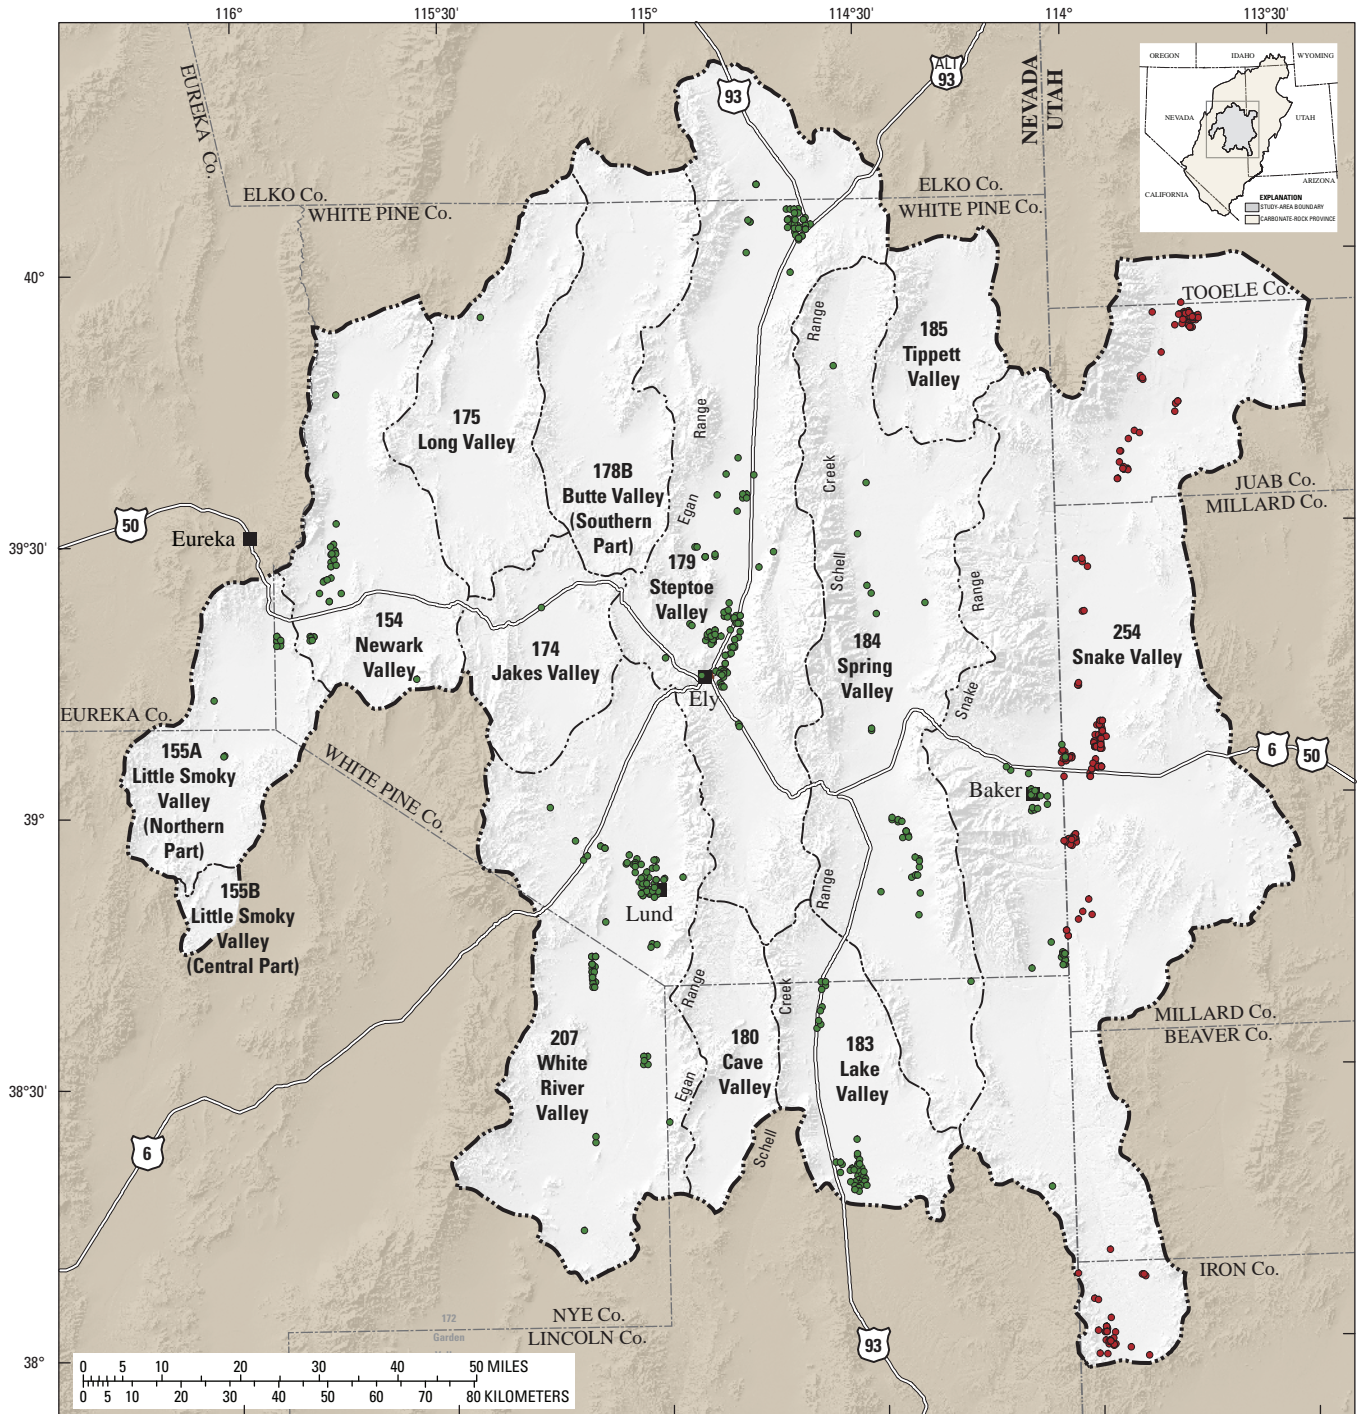 116°
115°30'
115°
114°30'
114°
113°30'
40°
39°30'
39°
38°30'
38°
EUREKA Co.
ELKO Co.
WHITE PINE Co.
93
ALT
93
NEVADA
UTAH
ELKO Co.
WHITE PINE Co.
OREGON
IDAHO
WYOMING
NEVADA
UTAH
CALIFORNIA
ARIZONA
EXPLANATION
STUDY-AREA BOUNDARY
CARBONATE-ROCK PROVINCE
TOOELE Co.
JUAB Co.
MILLARD Co.
185
Tippett
Valley
175
Long Valley
178B
Butte Valley
(Southern
Part)
Range
Egan
Range
Creek
Schell
Range
Snake
50
Eureka
179
Steptoe
Valley
154
Newark
Valley
174
Jakes Valley
184
Spring
Valley
254
Snake Valley
Ely
EUREKA Co.
WHITE PINE Co.
155A
Little Smoky
Valley
(Northern
Part)
155B
Little Smoky
Valley
(Central Part)
Baker
6
50
Lund
Range
Egan
Range
Creek
Schell
207
White
River
Valley
180
Cave
Valley
183
Lake
Valley
MILLARD Co.
BEAVER Co.
6
IRON Co.
NYE Co.
LINCOLN Co.
172
Garden
93
0 5 10 20 30 40 50 MILES
0 5 10 20 30 40 50 60 70 80 KILOMETERS